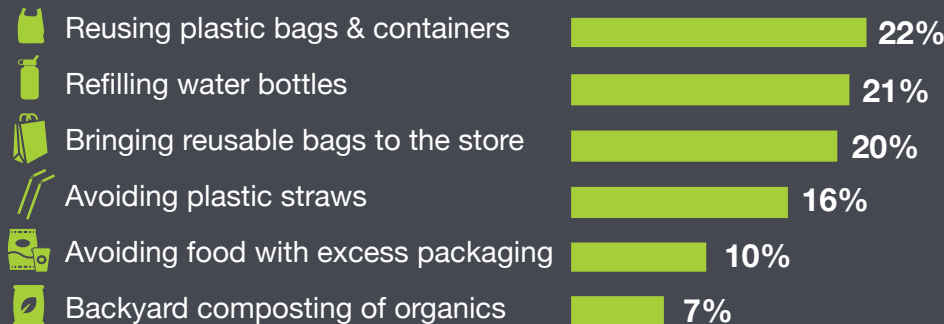 Reusing plastic bags & containers 22%
Refilling water bottles 21%
Bringing reusable bags to the store 20%
Avoiding plastic straws 16%
Avoiding food with excess packaging 10%
Backyard composting of organics 7%